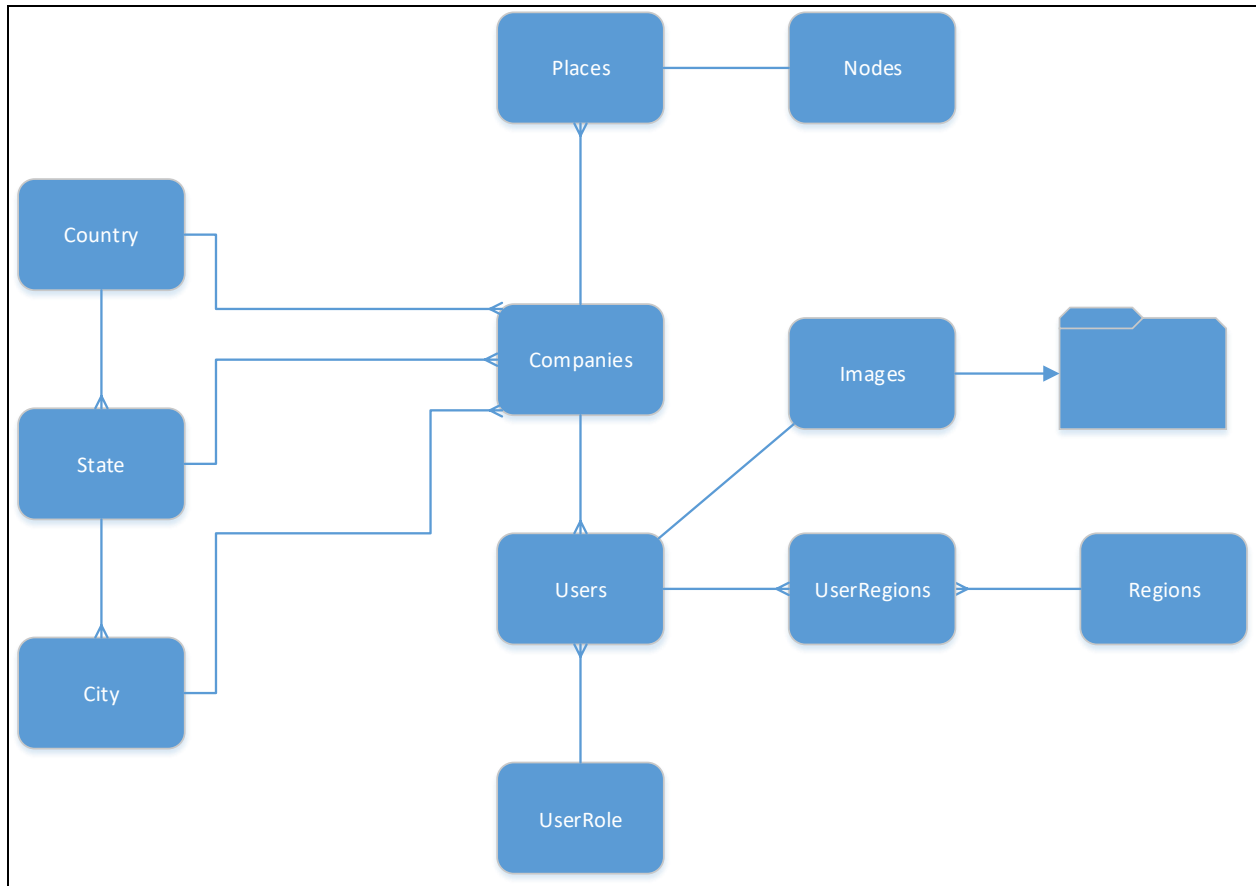 Places
Nodes
Country
Companies
Images
State
Users
UserRegions
Regions
City
UserRole